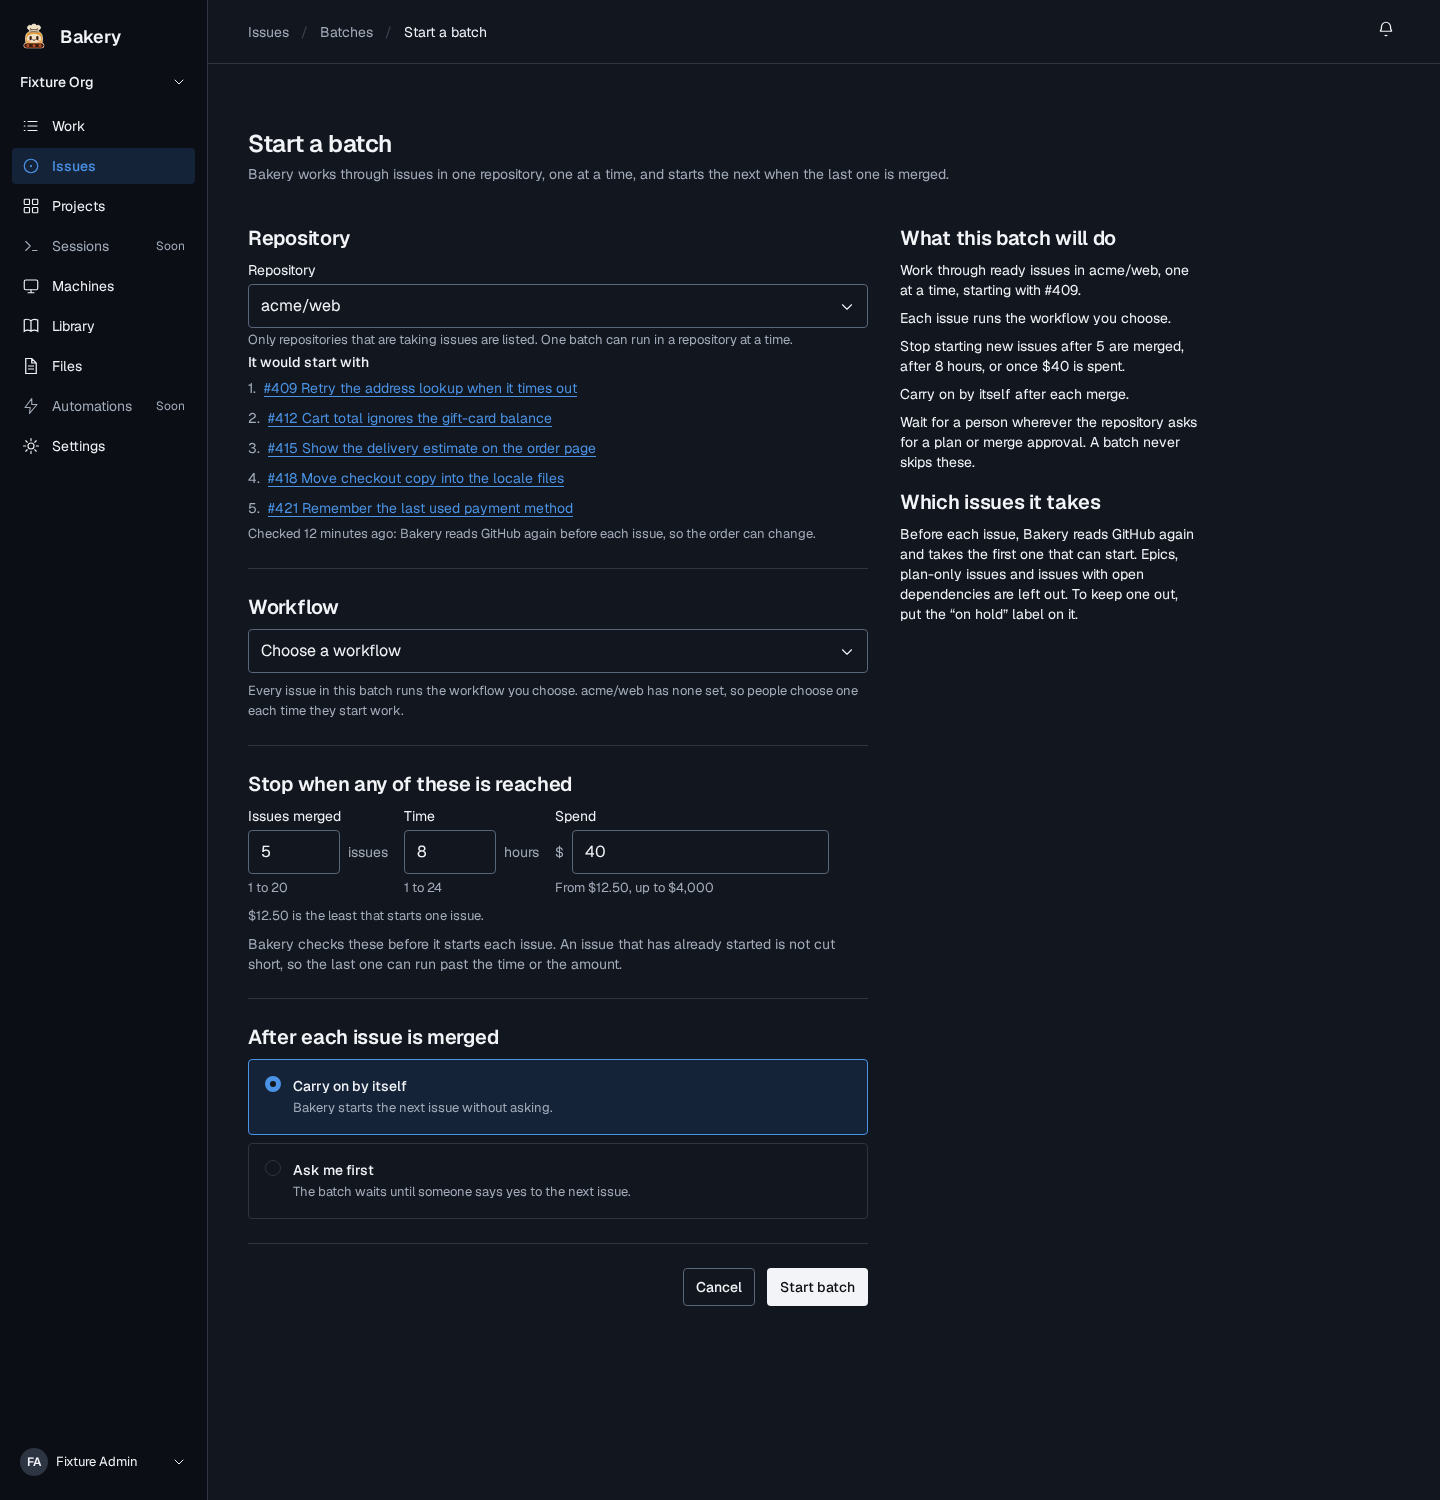 Bakery
Fixture Org
Work
Issues
Projects
Sessions Soon
Machines
Library
Files
Automations Soon
Settings
FA Fixture Admin
Issues / Batches / Start a batch
Start a batch
Bakery works through issues in one repository, one at a time, and starts the next when the last one is merged.
Repository
Repository
acme/web
Only repositories that are taking issues are listed. One batch can run in a repository at a time.
It would start with
1. #409 Retry the address lookup when it times out
2. #412 Cart total ignores the gift-card balance
3. #415 Show the delivery estimate on the order page
4. #418 Move checkout copy into the locale files
5. #421 Remember the last used payment method
Checked 12 minutes ago: Bakery reads GitHub again before each issue, so the order can change.
Workflow
Choose a workflow
Every issue in this batch runs the workflow you choose. acme/web has none set, so people choose one
each time they start work.
Stop when any of these is reached
Issues merged Time Spend
5 issues 8 hours $ 40
1 to 20 1 to 24 From $12.50, up to $4,000
$12.50 is the least that starts one issue.
Bakery checks these before it starts each issue. An issue that has already started is not cut
short, so the last one can run past the time or the amount.
After each issue is merged
Carry on by itself
Bakery starts the next issue without asking.
Ask me first
The batch waits until someone says yes to the next issue.
Cancel Start batch
What this batch will do
Work through ready issues in acme/web, one
at a time, starting with #409.
Each issue runs the workflow you choose.
Stop starting new issues after 5 are merged,
after 8 hours, or once $40 is spent.
Carry on by itself after each merge.
Wait for a person wherever the repository asks
for a plan or merge approval. A batch never
skips these.
Which issues it takes
Before each issue, Bakery reads GitHub again
and takes the first one that can start. Epics,
plan-only issues and issues with open
dependencies are left out. To keep one out,
put the “on hold” label on it.